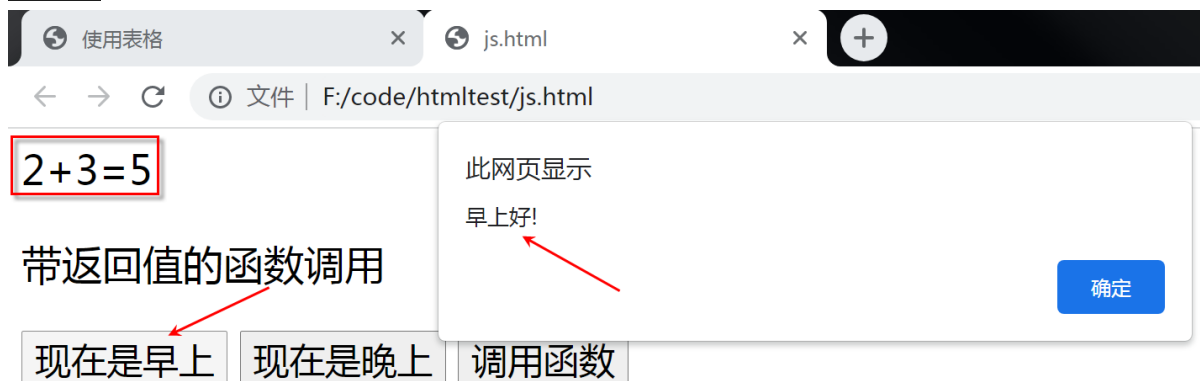 使用表格
js.html
文件 F:/code/htmltest/js.html
2+3=5
此网页显示
早上好!
带返回值的函数调用
确定
现在是早上 现在是晚上 调用函数